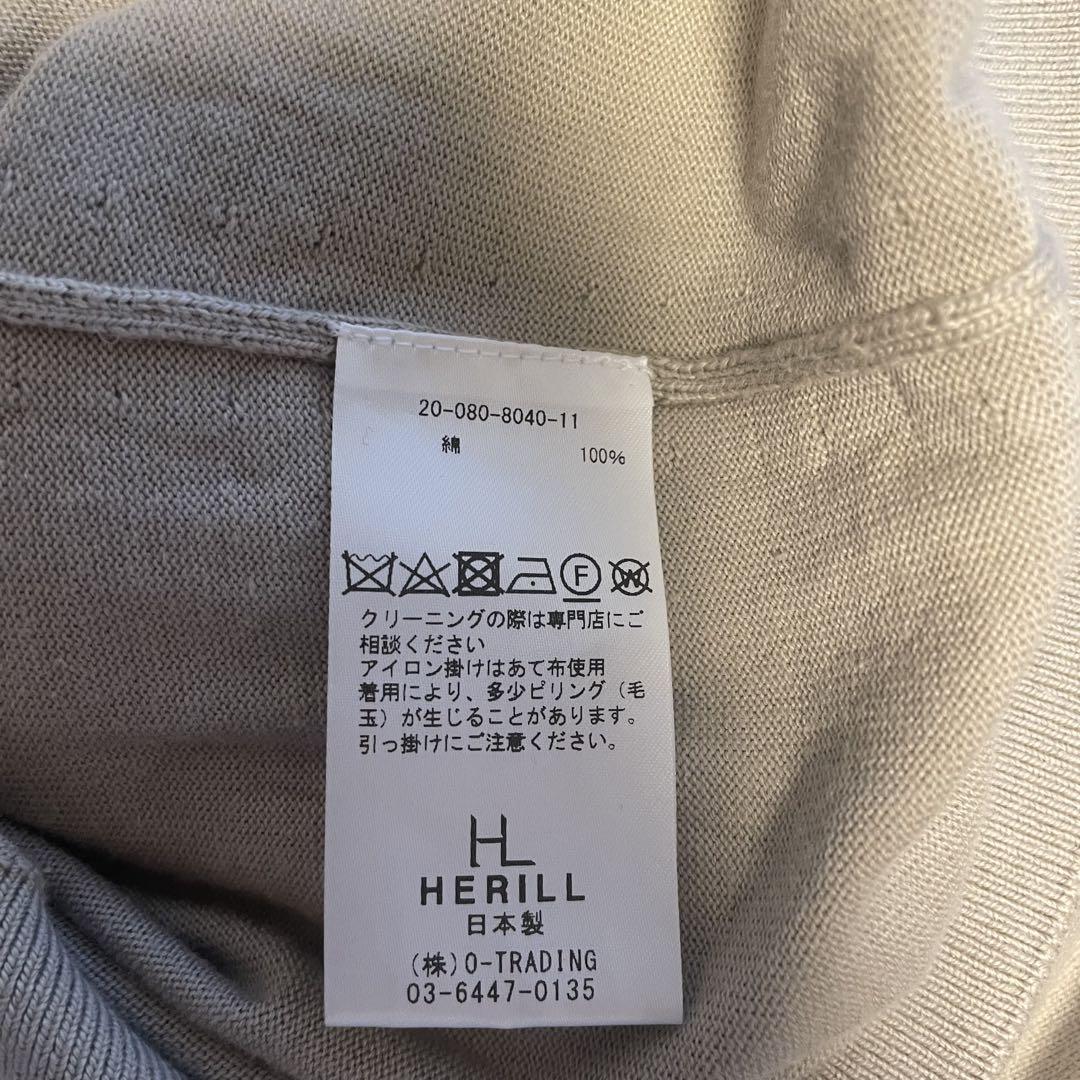 20-080-8040-11
綿 100%
F W
クリーニングの際は専門店にご
相談ください
アイロン掛けはあて布使用
着用により、多少ピリング（毛
玉）が生じることがあります。
引っ掛けにご注意ください。
HL
HERILL
日本製
(株)O-TRADING
03-6447-0135